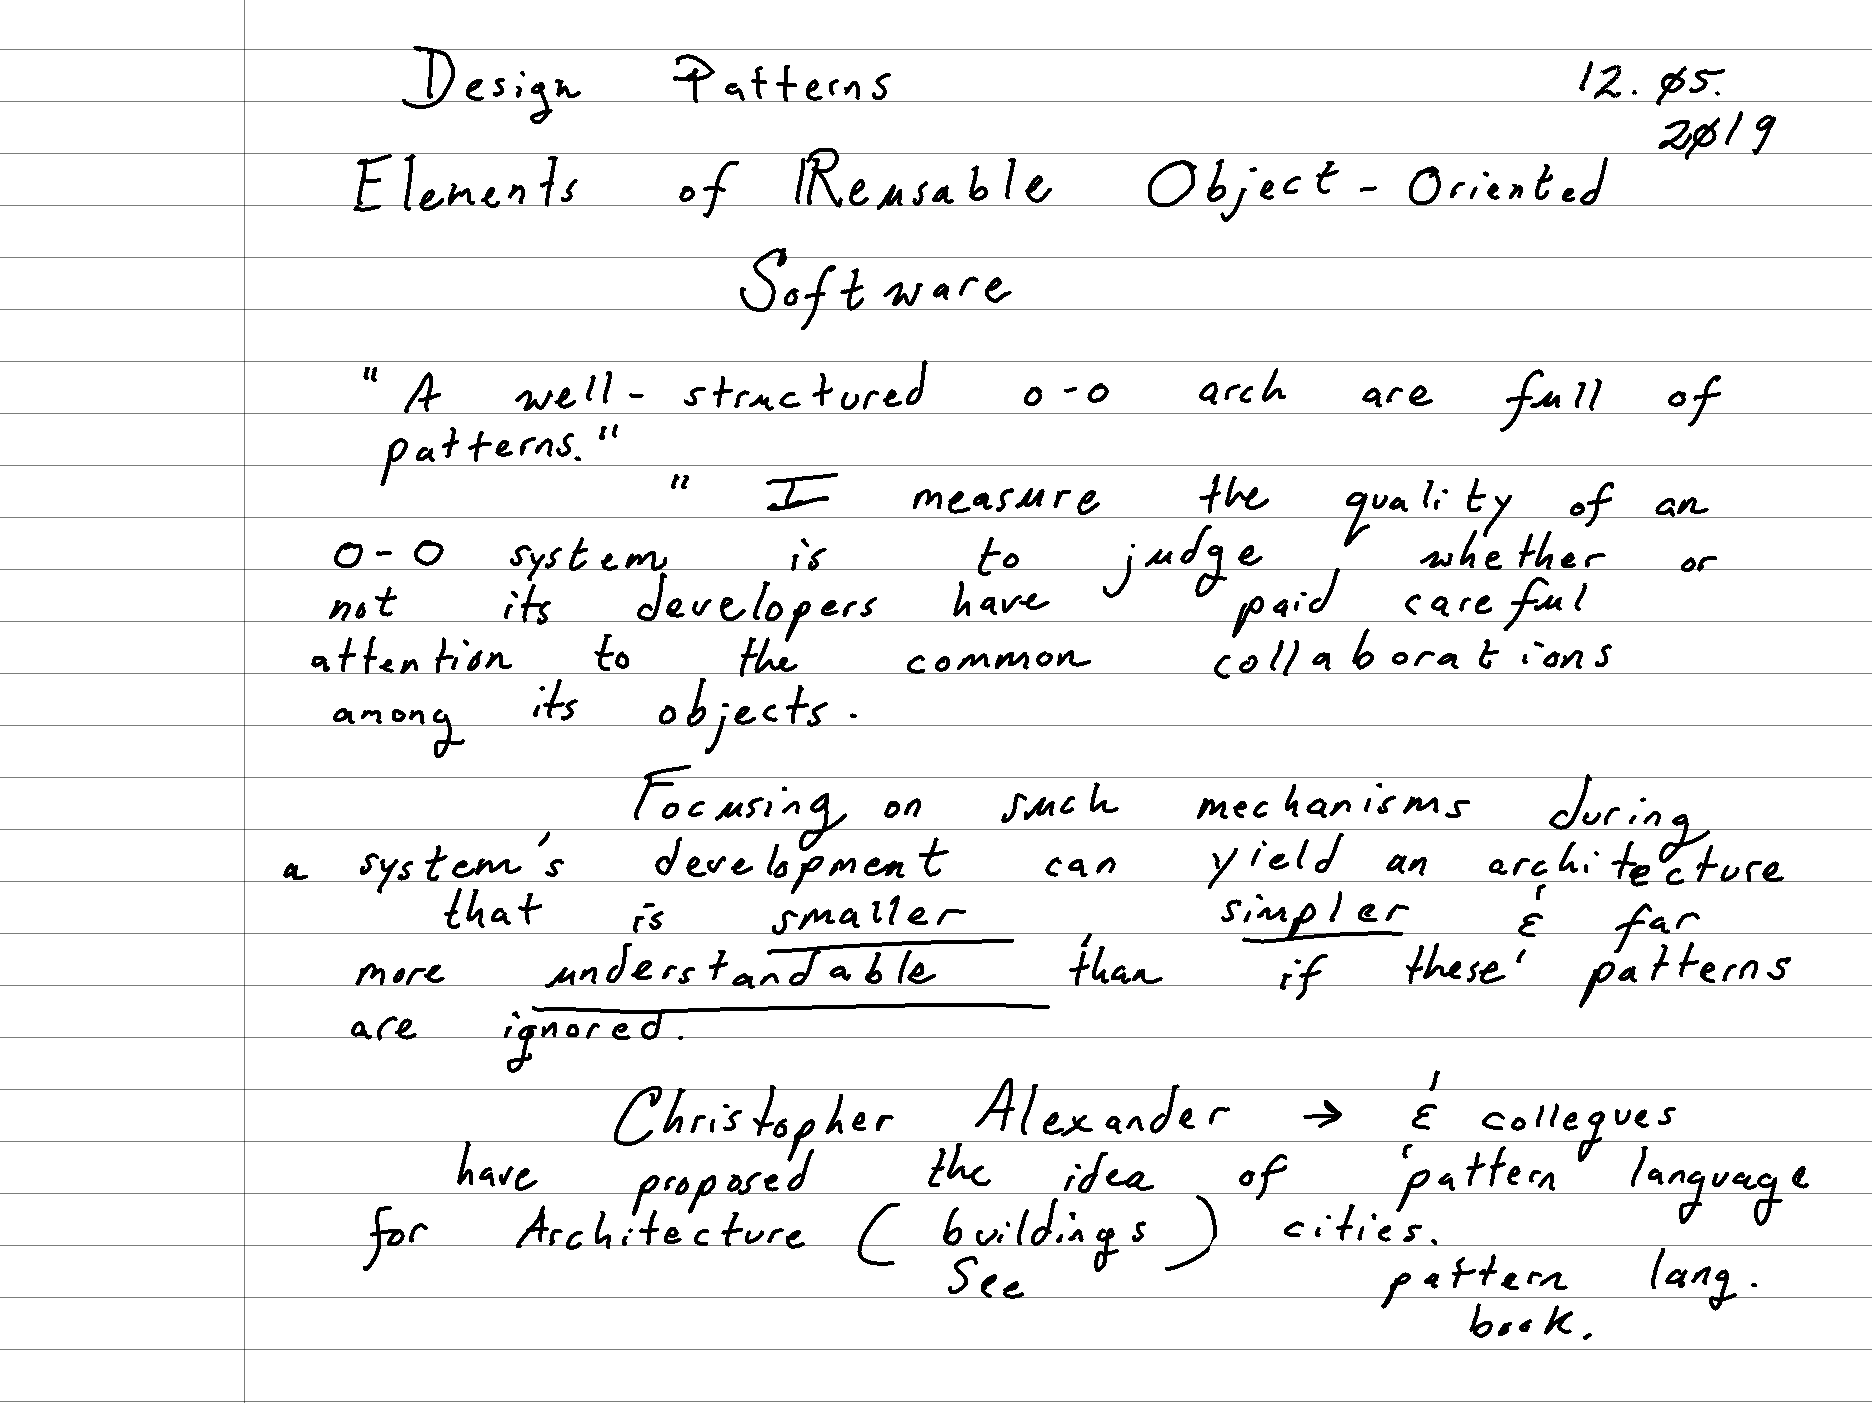 Design Patterns 12.05.
2019
Elements of Reusable Object-Oriented
Software
"A well-structured o-o arch are full of
patterns."
"I measure the quality of an
O-O system is to judge whether or
not its developers have paid careful
attention to the common collaborations
among its objects.
Focusing on such mechanisms during
a system's development can yield an architecture
that is smaller simpler & far
more understandable than if these patterns
are ignored.
Christopher Alexander → & collegues
have proposed the idea of 'pattern' language
for Architecture (buildings) cities.
See pattern lang.
book.